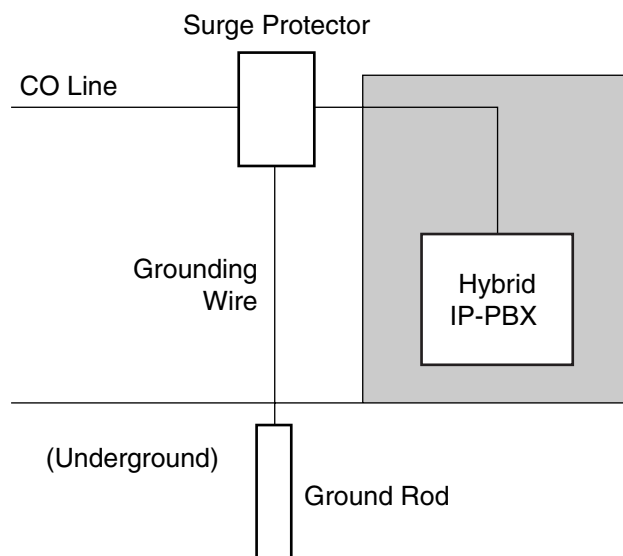 Surge Protector
CO Line
Grounding
Wire
Hybrid
IP-PBX
(Underground)
Ground Rod